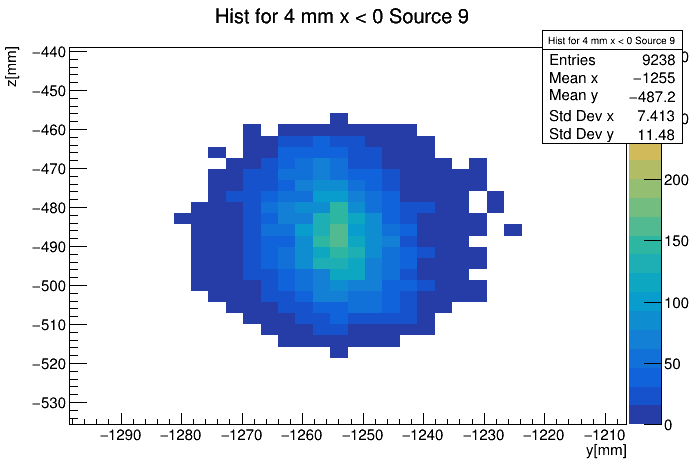 Hist for 4 mm x < 0 Source 9
z[mm]
−440
−450
−460
−470
−480
−490
−500
−510
−520
−530
Hist for 4 mm x < 0 Source 9
Entries 9238
Mean x −1255
Mean y −487.2
Std Dev x 7.413
Std Dev y 11.48
200
150
100
50
0
−1290 −1280 −1270 −1260 −1250 −1240 −1230 −1220 −1210
y[mm]